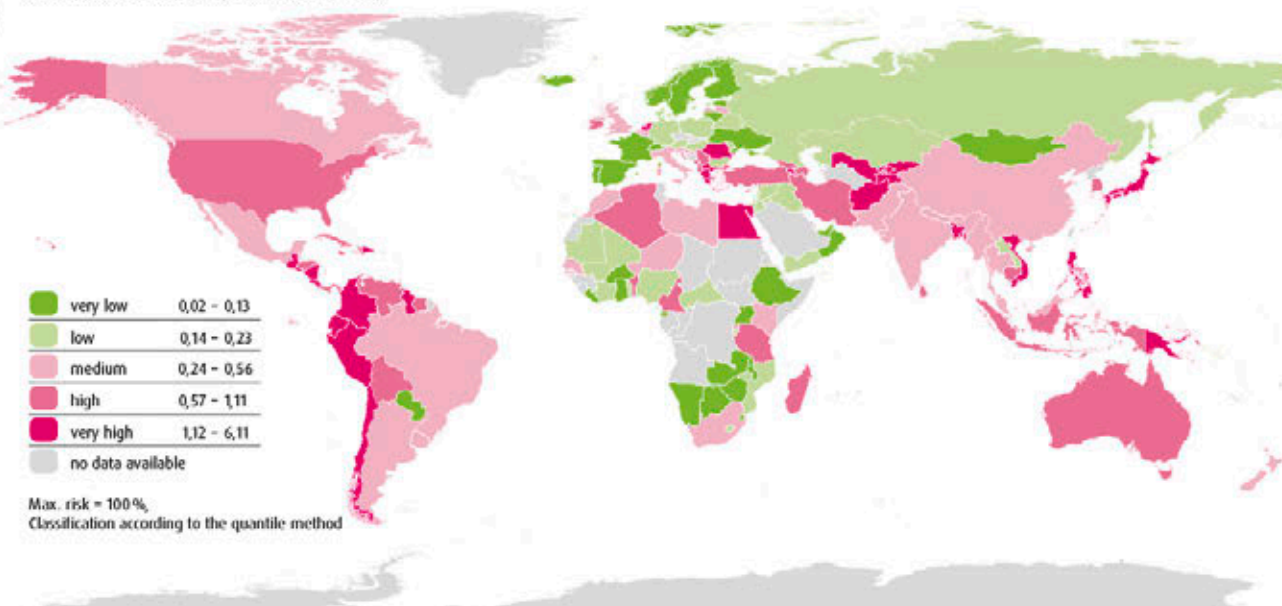 very low 0,02 – 0,13
low 0,14 – 0,23
medium 0,24 – 0,56
high 0,57 – 1,11
very high 1,12 – 6,11
no data available
Max. risk = 100 %,
Classification according to the quantile method